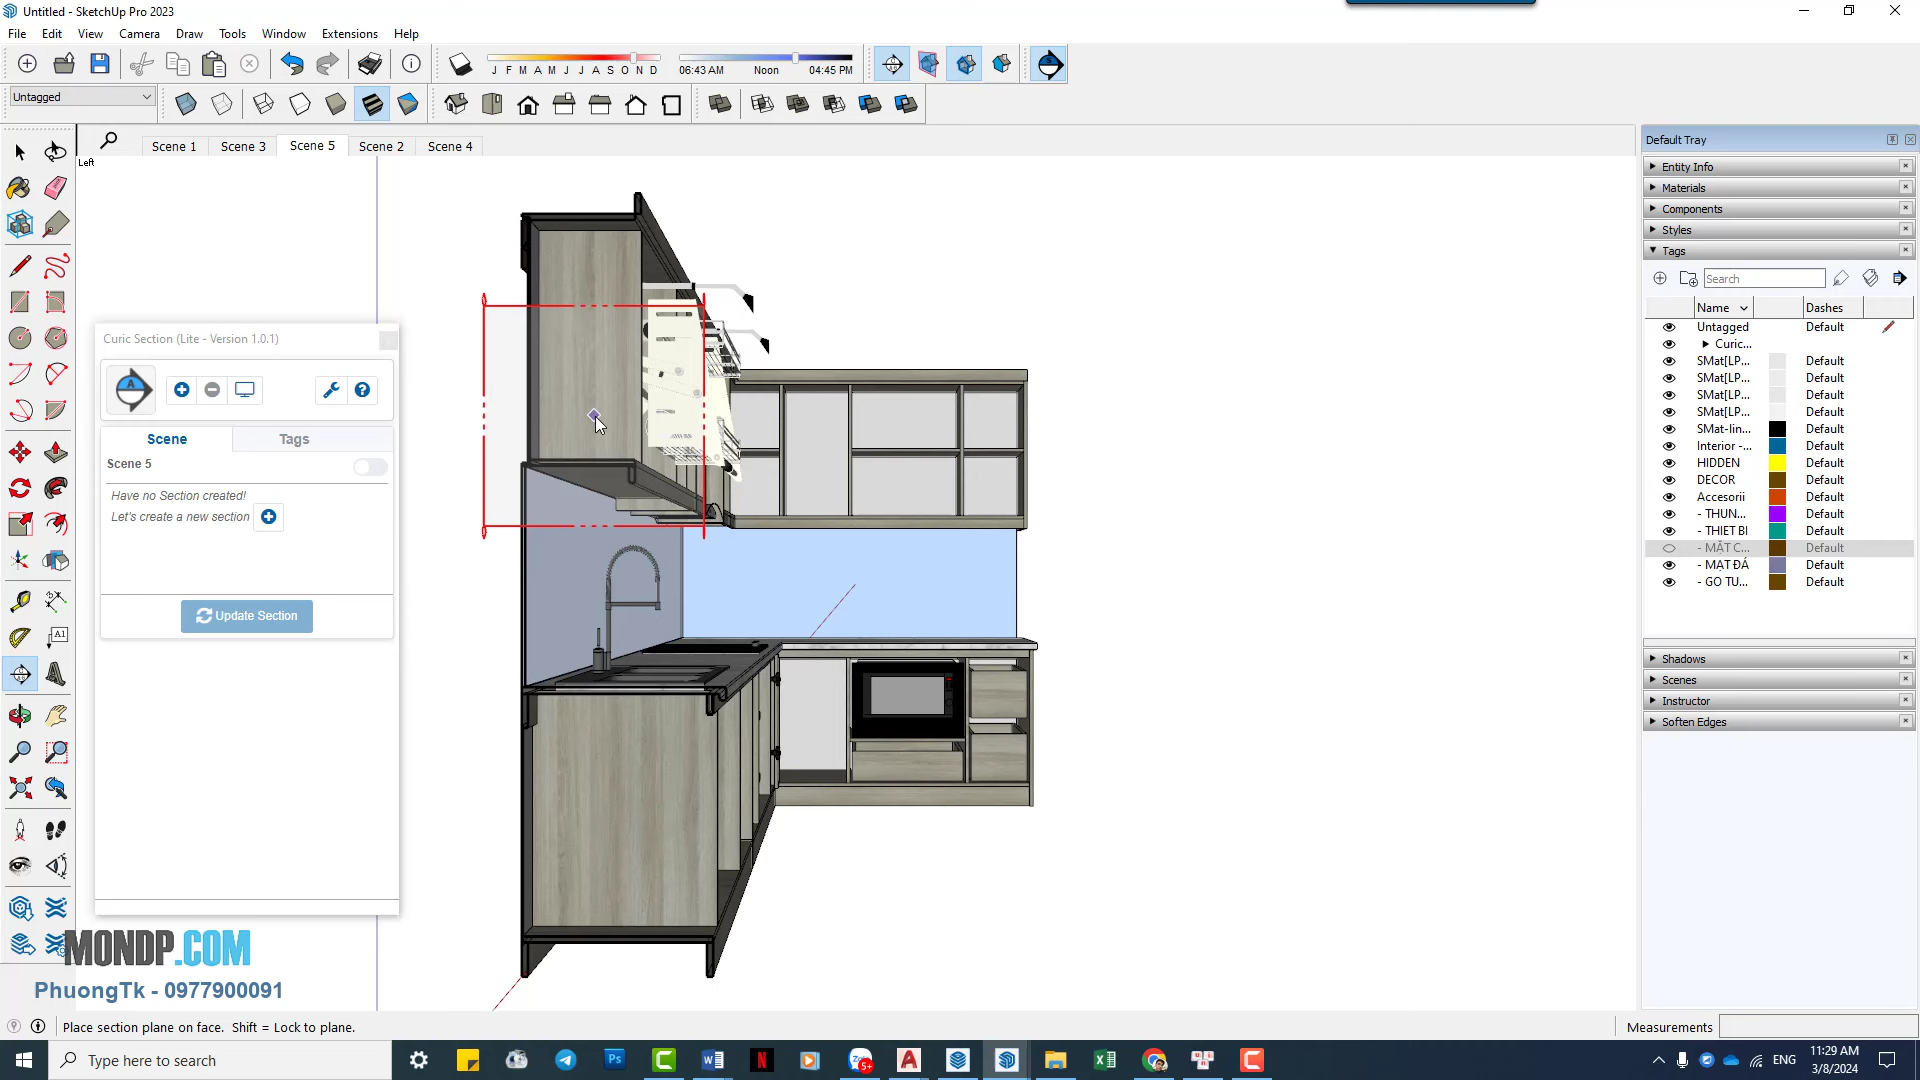 Untitled - SketchUp Pro 2023
File Edit View Camera Draw Tools Window Extensions Help
J F M A M J J A S O N D
06:43 AM Noon 04:45 PM
Untagged
Scene 1 Scene 3 Scene 5 Scene 2 Scene 4
Left
Curic Section (Lite - Version 1.0.1)
A
Scene Tags
Scene 5
Have no Section created!
Let's create a new section
Update Section
MONDP.COM
PhuongTk - 0977900091
Default Tray
Entity Info
Materials
Components
Styles
Tags
Search
Name Dashes
Untagged Default
Curic...
SMat[LP... Default
SMat[LP... Default
SMat[LP... Default
SMat[LP... Default
SMat-lin... Default
Interior -... Default
HIDDEN Default
DECOR Default
Accesorii Default
- THUN... Default
- THIET BI Default
- MẶT C... Default
- MẶT ĐÁ Default
- GO TU... Default
Shadows
Scenes
Instructor
Soften Edges
Place section plane on face. Shift = Lock to plane.
Measurements
Type here to search
ENG
11:29 AM
3/8/2024